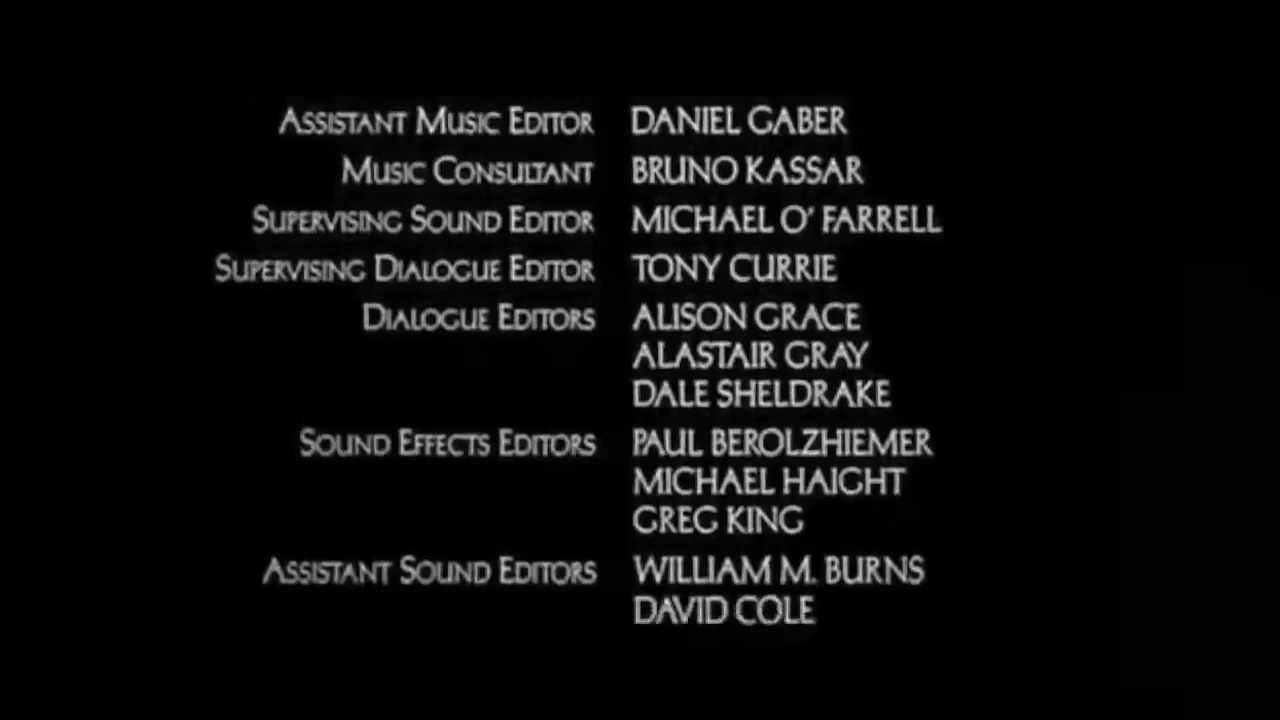 Assistant Music Editor DANIEL GABER
Music Consultant BRUNO KASSAR
Supervising Sound Editor MICHAEL O' FARRELL
Supervising Dialogue Editor TONY CURRIE
Dialogue Editors ALISON GRACE
ALASTAIR GRAY
DALE SHELDRAKE
Sound Effects Editors PAUL BEROLZHIEMER
MICHAEL HAIGHT
GREG KING
Assistant Sound Editors WILLIAM M. BURNS
DAVID COLE